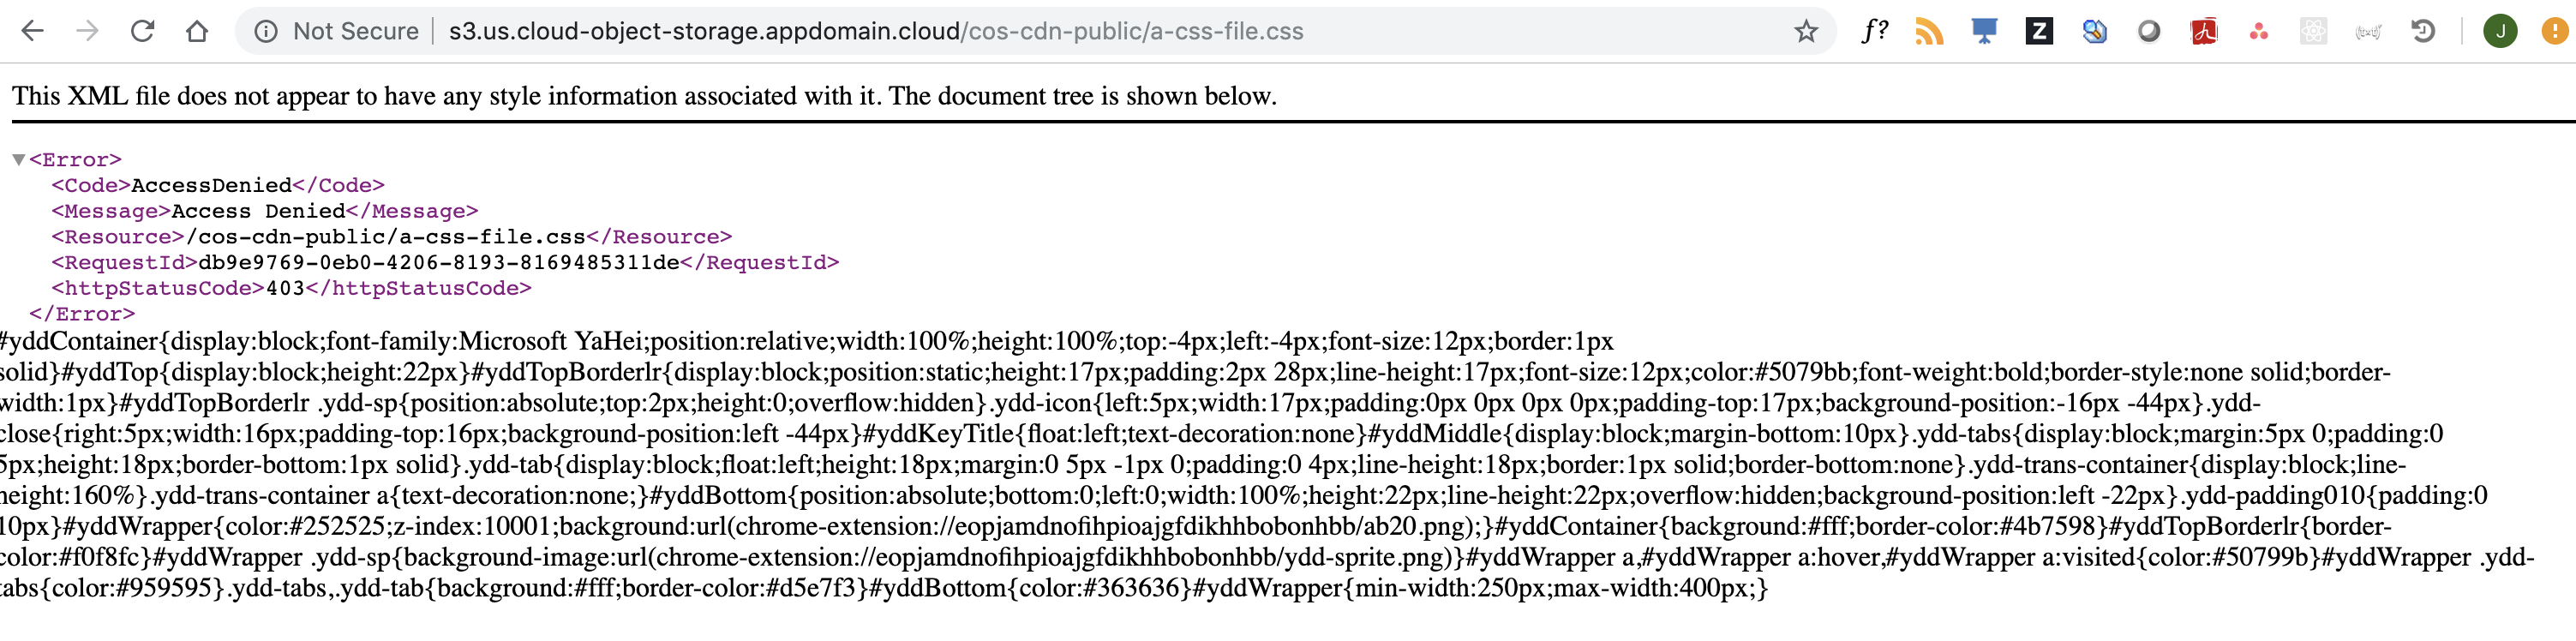 Not Secure s3.us.cloud-object-storage.appdomain.cloud/cos-cdn-public/a-css-file.css f? Z J
This XML file does not appear to have any style information associated with it. The document tree is shown below.
<Error>
<Code>AccessDenied</Code>
<Message>Access Denied</Message>
<Resource>/cos-cdn-public/a-css-file.css</Resource>
<RequestId>db9e9769-0eb0-4206-8193-8169485311de</RequestId>
<httpStatusCode>403</httpStatusCode>
</Error>
#yddContainer{display:block;font-family:Microsoft YaHei;position:relative;width:100%;height:100%;top:-4px;left:-4px;font-size:12px;border:1px
solid}#yddTop{display:block;height:22px}#yddTopBorderlr{display:block;position:static;height:17px;padding:2px 28px;line-height:17px;font-size:12px;color:#5079bb;font-weight:bold;border-style:none solid;border-
width:1px}#yddTopBorderlr .ydd-sp{position:absolute;top:2px;height:0;overflow:hidden}.ydd-icon{left:5px;width:17px;padding:0px 0px 0px 0px;padding-top:17px;background-position:-16px -44px}.ydd-
close{right:5px;width:16px;padding-top:16px;background-position:left -44px}#yddKeyTitle{float:left;text-decoration:none}#yddMiddle{display:block;margin-bottom:10px}.ydd-tabs{display:block;margin:5px 0;padding:0
5px;height:18px;border-bottom:1px solid}.ydd-tab{display:block;float:left;height:18px;margin:0 5px -1px 0;padding:0 4px;line-height:18px;border:1px solid;border-bottom:none}.ydd-trans-container{display:block;line-
height:160%}.ydd-trans-container a{text-decoration:none;}#yddBottom{position:absolute;bottom:0;left:0;width:100%;height:22px;line-height:22px;overflow:hidden;background-position:left -22px}.ydd-padding010{padding:0
10px}#yddWrapper{color:#252525;z-index:10001;background:url(chrome-extension://eopjamdnofihpioajgfdikhhbobonhbb/ab20.png);}#yddContainer{background:#fff;border-color:#4b7598}#yddTopBorderlr{border-
color:#f0f8fc}#yddWrapper .ydd-sp{background-image:url(chrome-extension://eopjamdnofihpioajgfdikhhbobonhbb/ydd-sprite.png)}#yddWrapper a,#yddWrapper a:hover,#yddWrapper a:visited{color:#50799b}#yddWrapper .ydd-
tabs{color:#959595}.ydd-tabs,.ydd-tab{background:#fff;border-color:#d5e7f3}#yddBottom{color:#363636}#yddWrapper{min-width:250px;max-width:400px;}